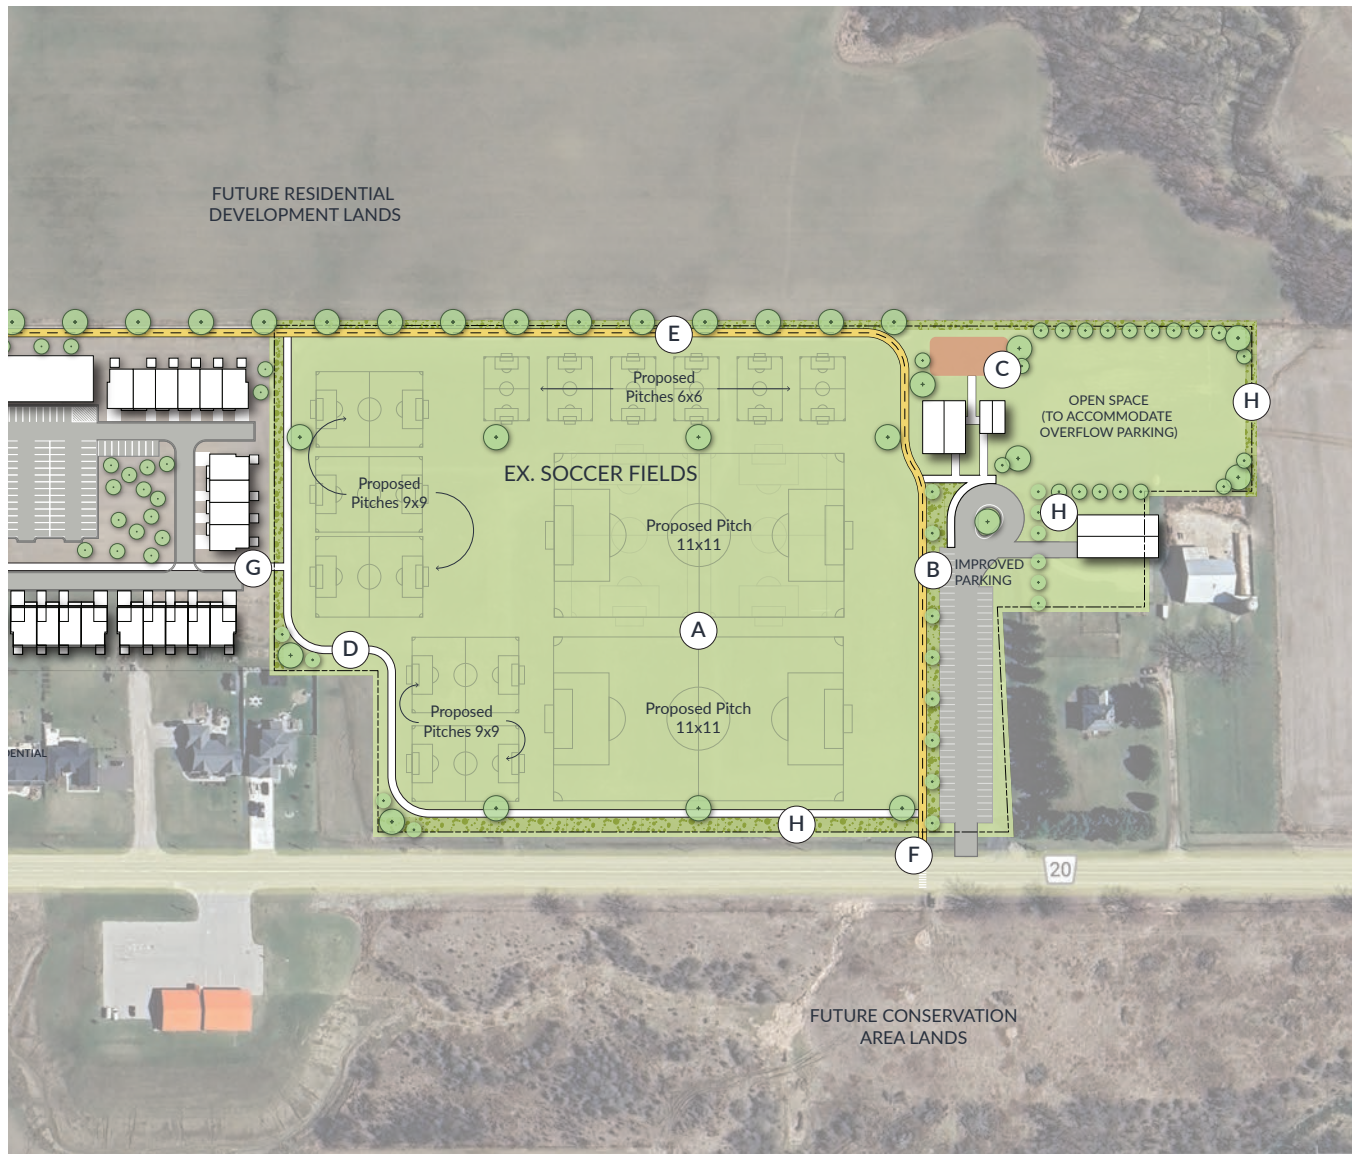 FUTURE RESIDENTIAL
DEVELOPMENT LANDS
E
Proposed
Pitches 6x6
C
OPEN SPACE
(TO ACCOMMODATE
OVERFLOW PARKING)
H
EX. SOCCER FIELDS
Proposed
Pitches 9x9
Proposed Pitch
11x11
H
G
B
IMPROVED
PARKING
A
D
Proposed
Pitches 9x9
Proposed Pitch
11x11
DENTIAL
H
F
20
FUTURE CONSERVATION
AREA LANDS